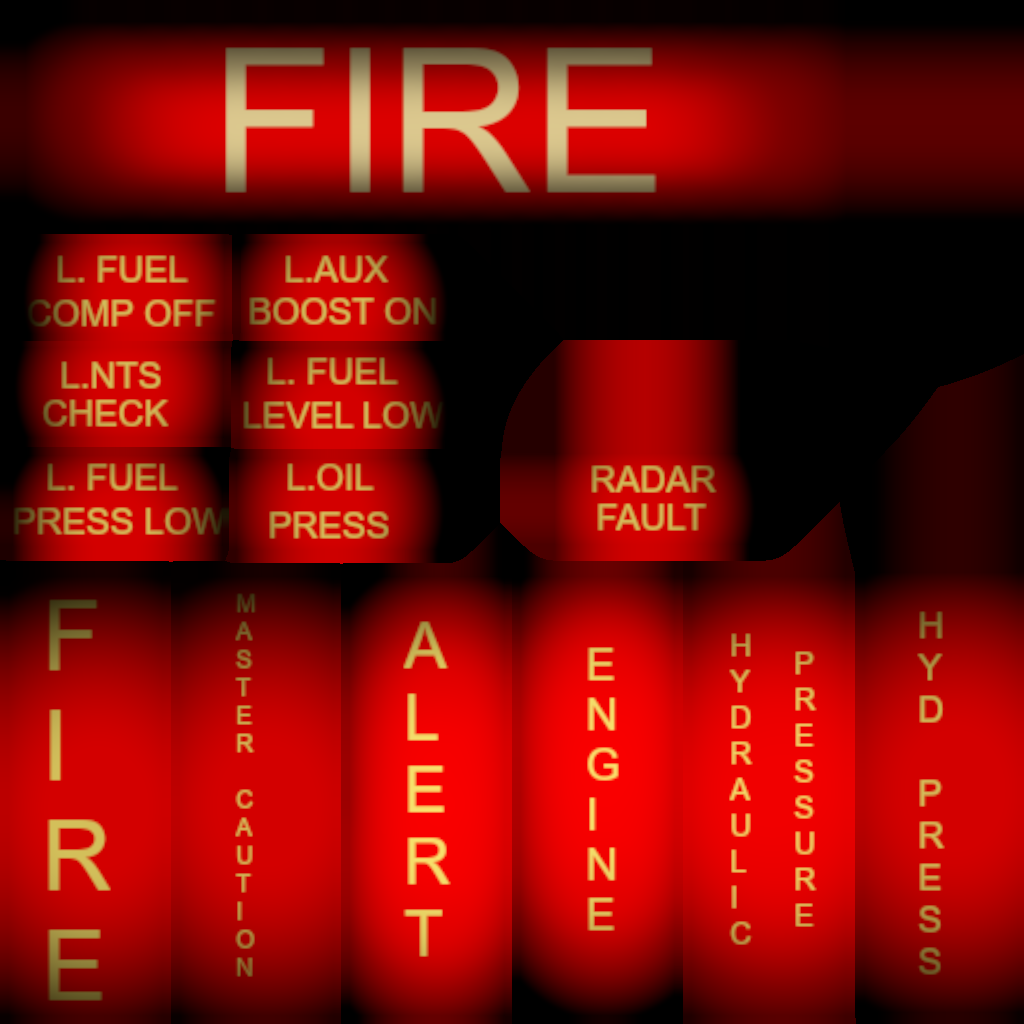 FIRE
L. FUEL
COMP OFF
L.AUX
BOOST ON
L.NTS
CHECK
L. FUEL
LEVEL LOW
L. FUEL
PRESS LOW
L.OIL
PRESS
RADAR
FAULT
FIRE
MASTER CAUTION
ALERT
ENGINE
HYDRAULIC
PRESSURE
HYD PRESS